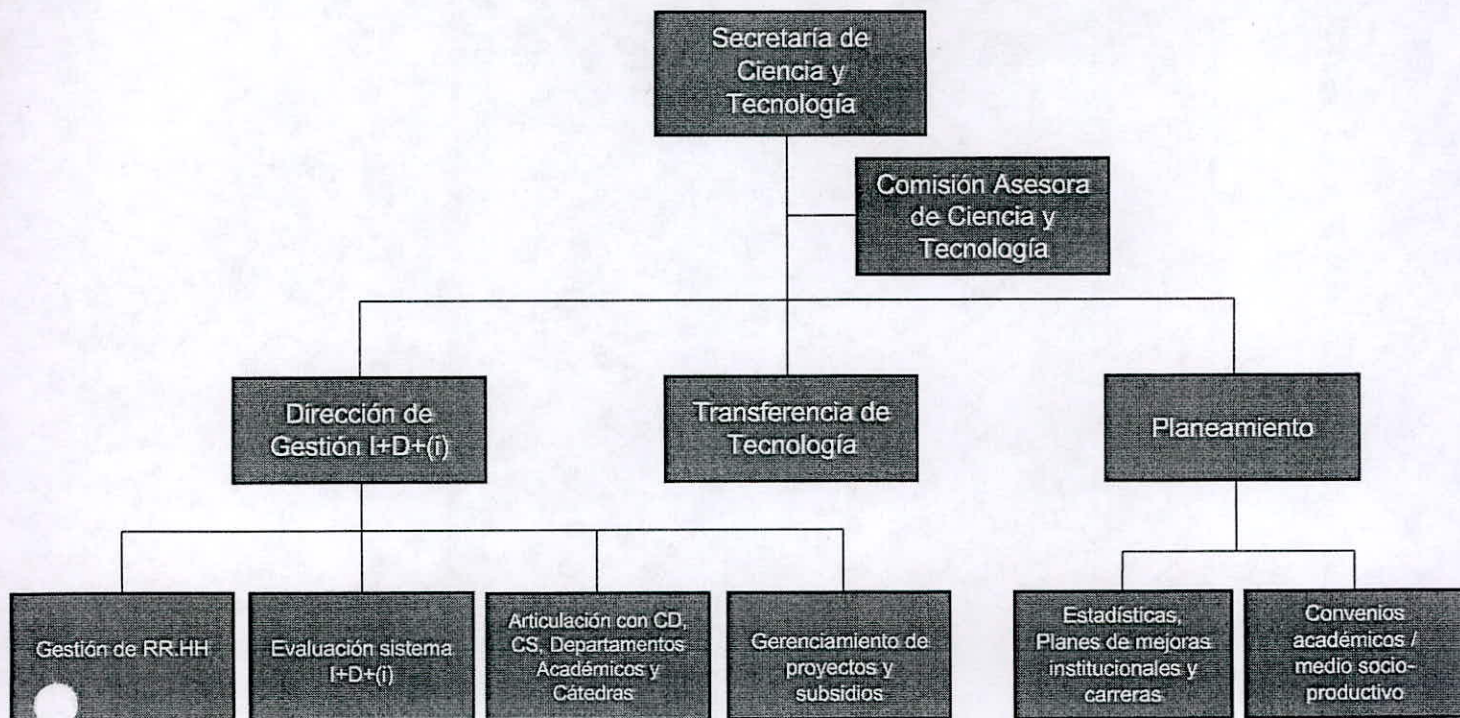 Secretaría de
Ciencia y
Tecnología
Comisión Asesora
de Ciencia y
Tecnología
Dirección de
Gestión I+D+(i)
Transferencia de
Tecnología
Planeamiento
Gestión de RR.HH
Evaluación sistema
I+D+(i)
Articulación con CD,
CS, Departamentos
Académicos y
Cátedras
Gerenciamiento de
proyectos y
subsidios
Estadísticas,
Planes de mejoras
institucionales y
carreras
Convenios
académicos /
medio socio-
productivo